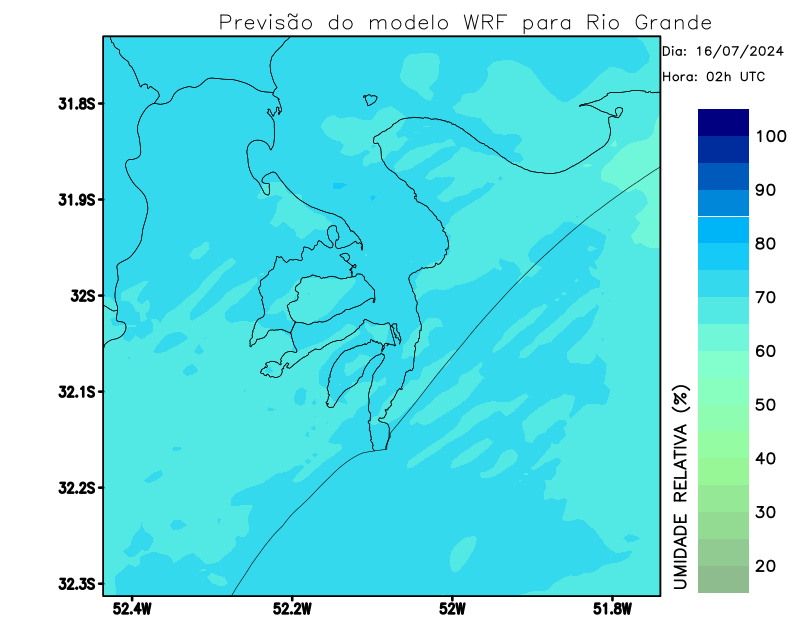 Previsão do modelo WRF para Rio Grande
Dia: 16/07/2024
Hora: 02h UTC
31.8S
31.9S
32S
32.1S
32.2S
32.3S
52.4W
52.2W
52W
51.8W
100
90
80
70
60
50
40
30
20
UMIDADE RELATIVA (%)